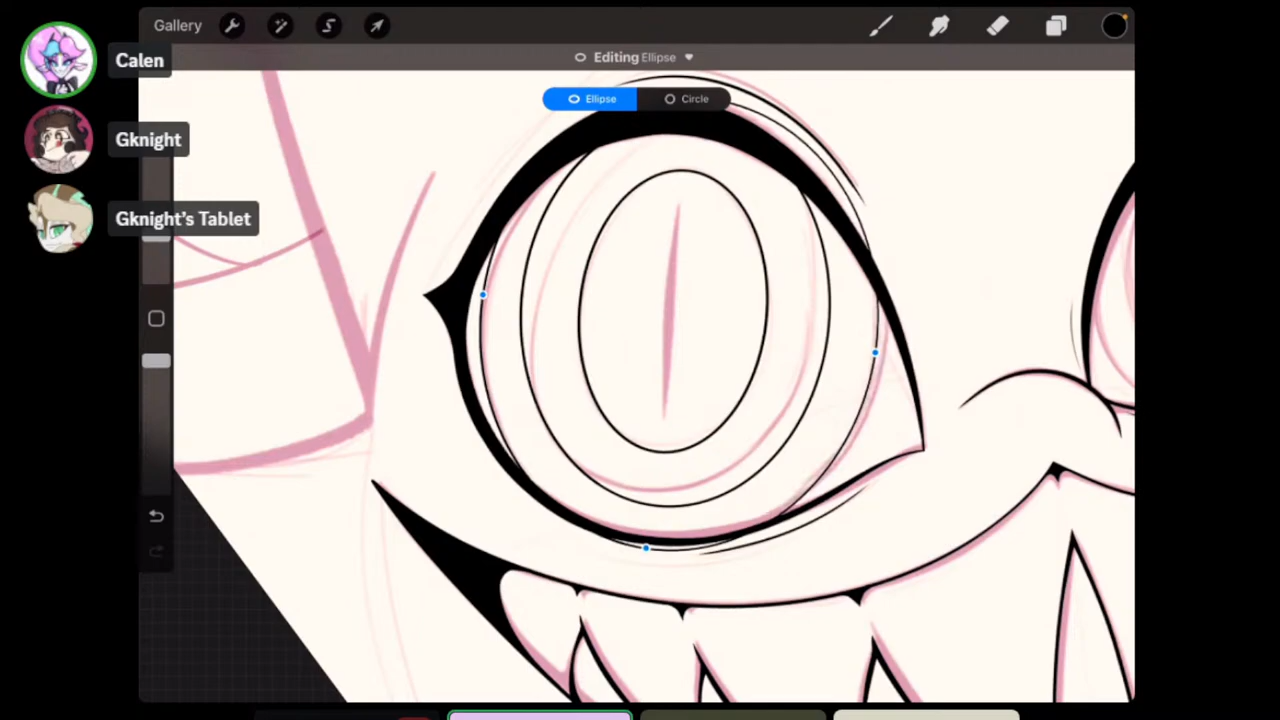 Gallery
Editing Ellipse
Ellipse
Circle
Calen
Gknight
Gknight's Tablet